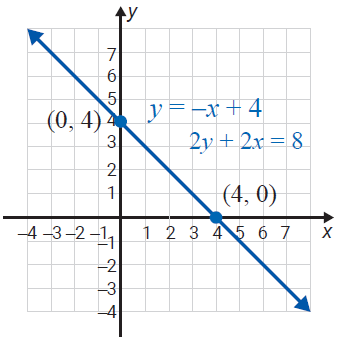 y
7
6
5
(0, 4) 4 y = –x + 4
3 2y + 2x = 8
2
1 (4, 0)
–4 –3 –2 –1 1 2 3 4 5 6 7 x
–1
–2
–3
–4